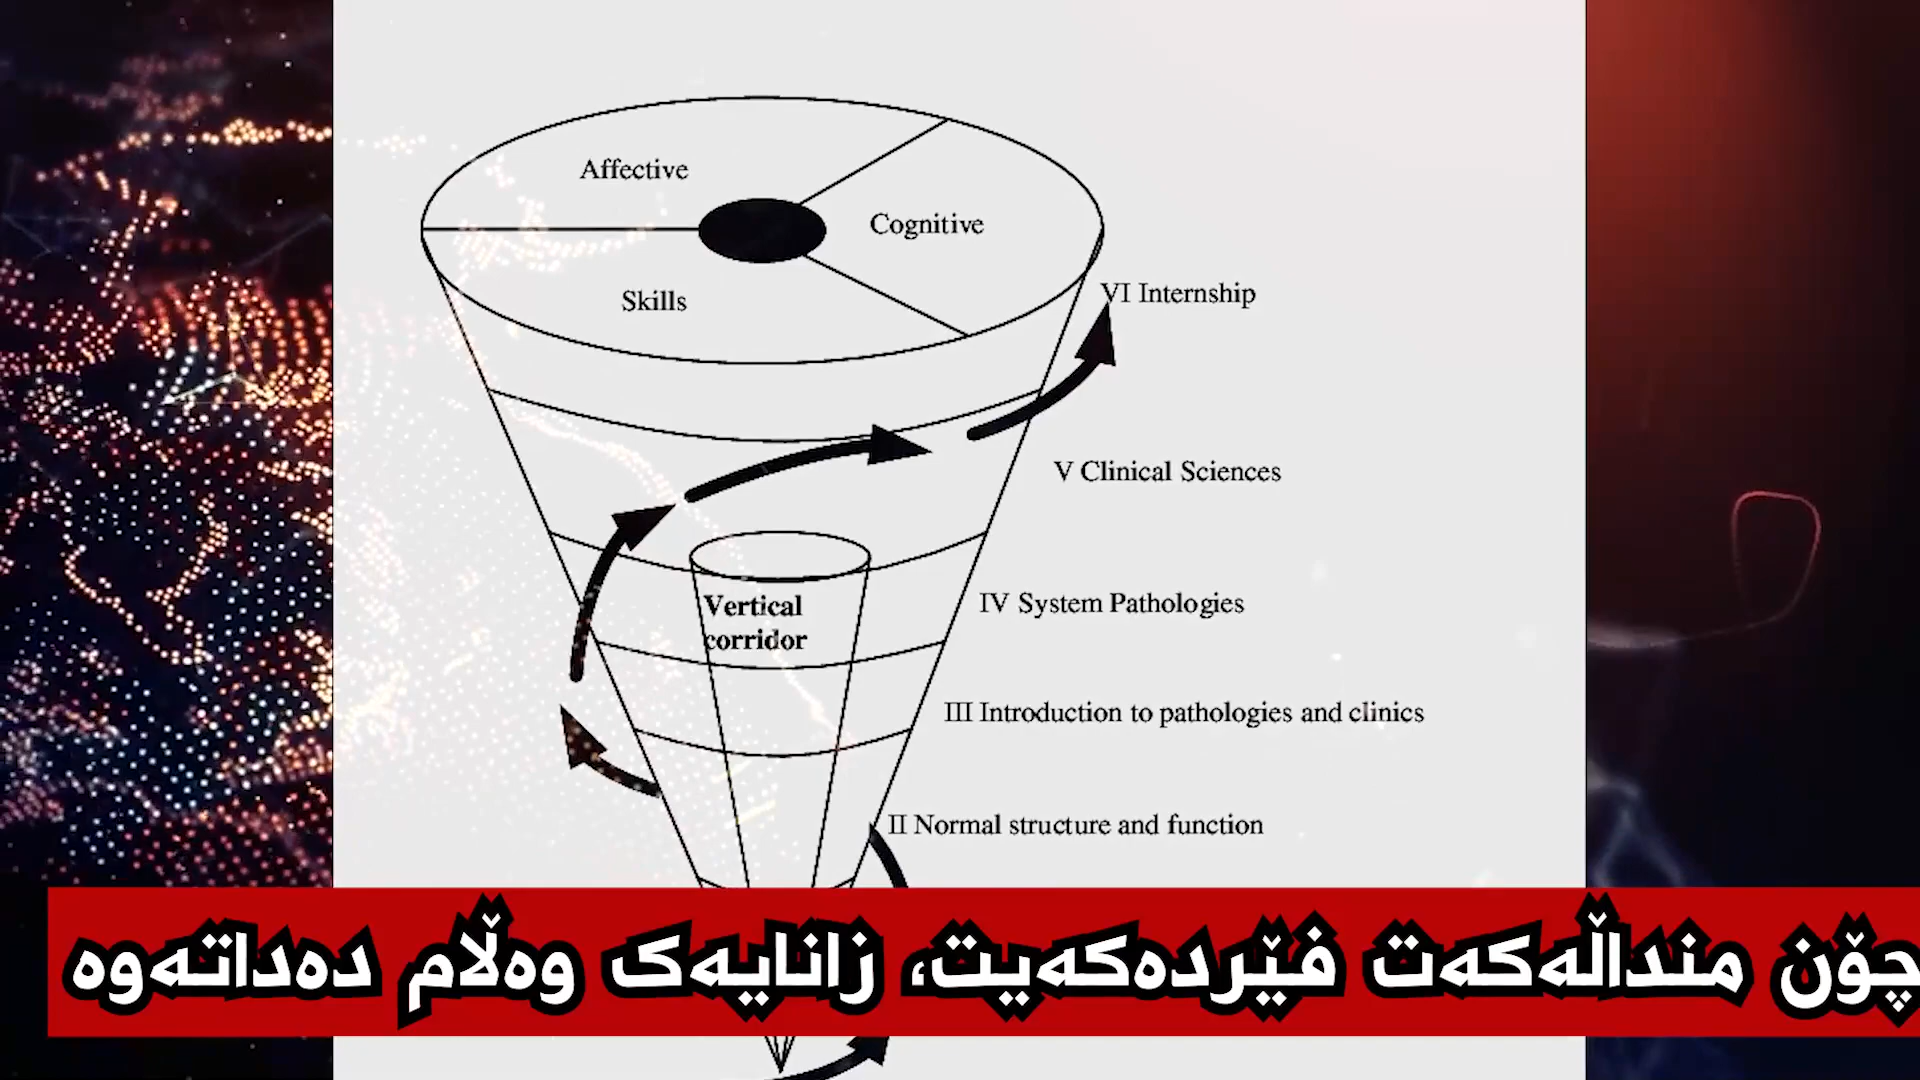 Affective
Cognitive
Skills
VI Internship
V Clinical Sciences
Vertical
corridor
IV System Pathologies
III Introduction to pathologies and clinics
II Normal structure and function
چۆن منداڵەکەت فێردەکەیت، زانایەک وەڵام دەداتەوە